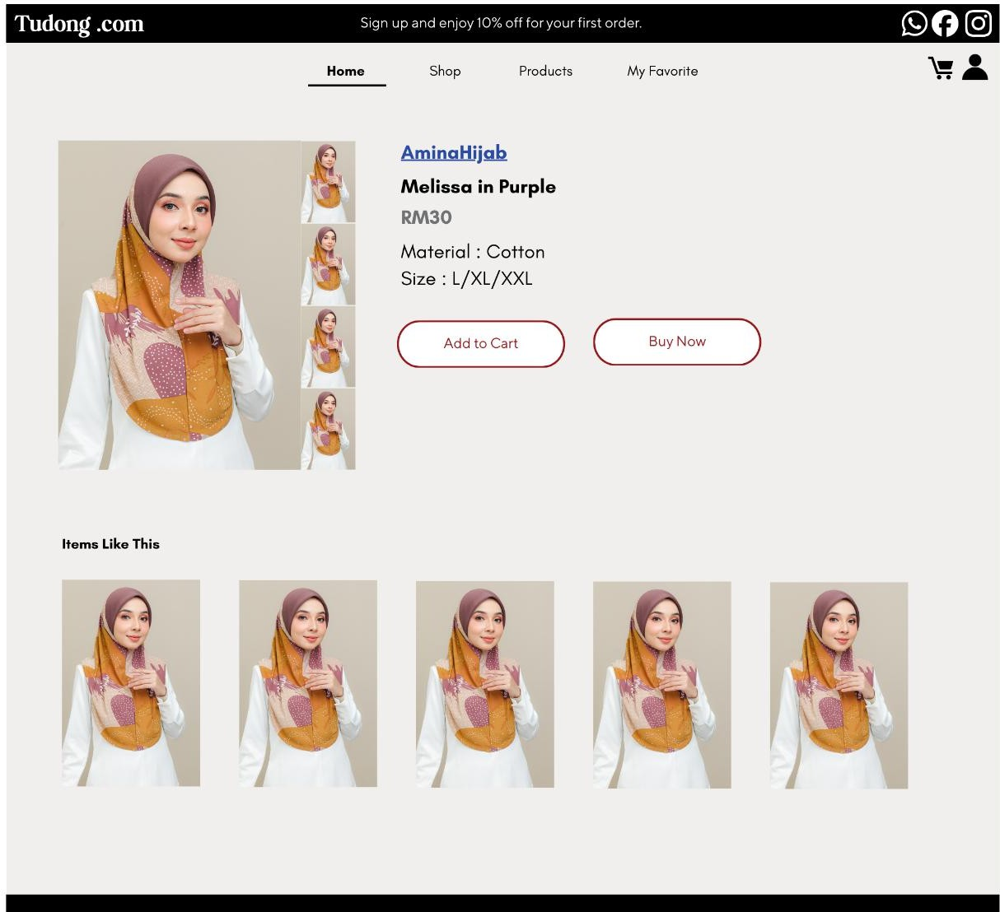 Tudong .com
Sign up and enjoy 10% off for your first order.
Home
Shop
Products
My Favorite
AminaHijab
Melissa in Purple
RM30
Material : Cotton
Size : L/XL/XXL
Add to Cart
Buy Now
Items Like This